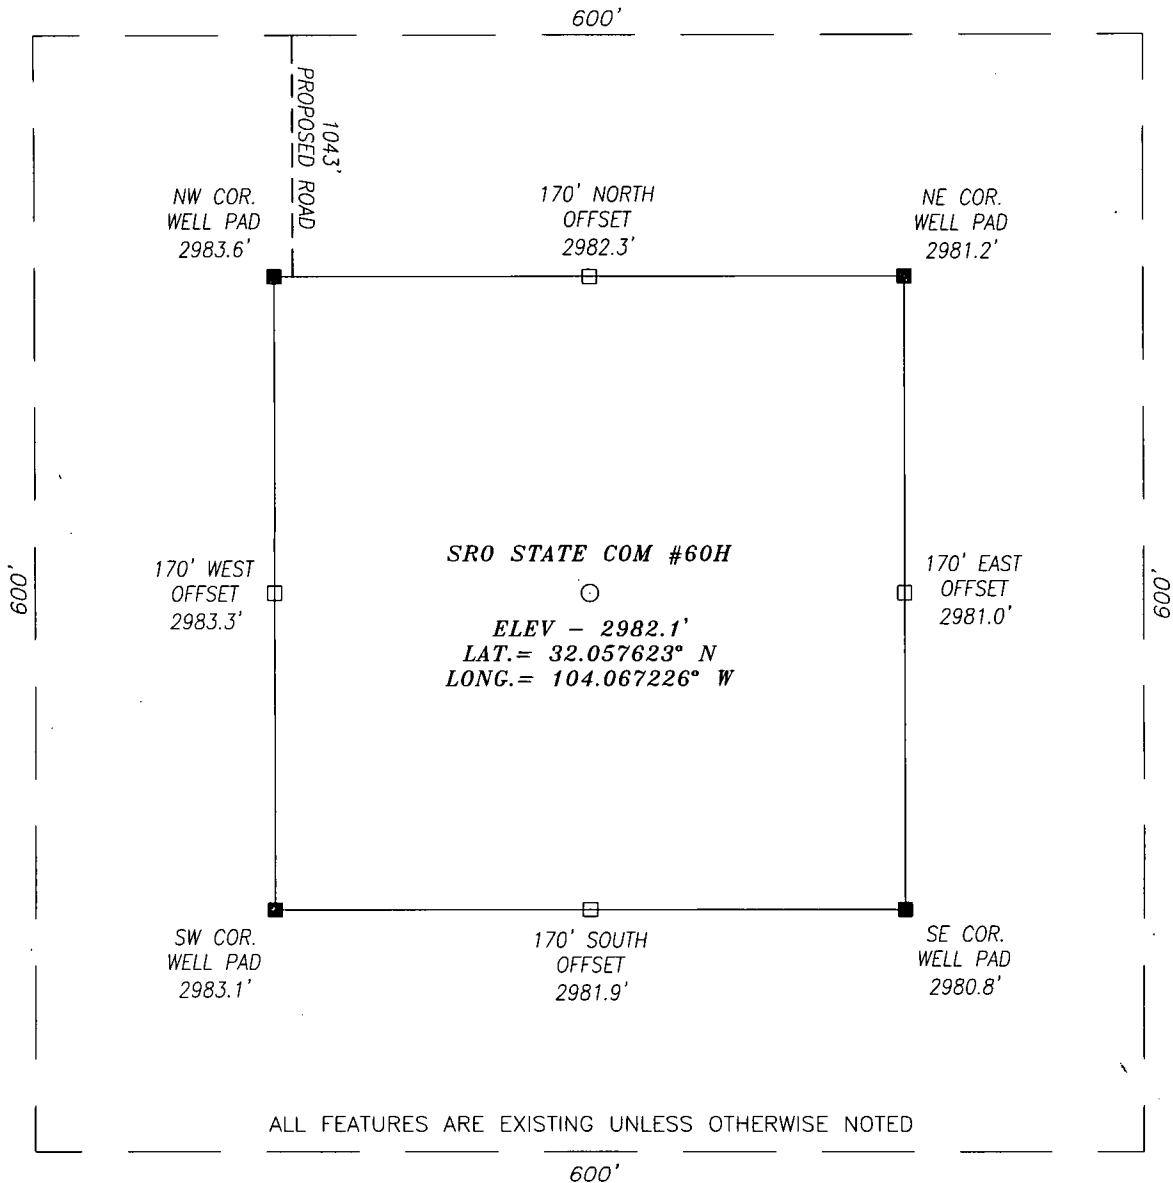 600'
1043'
PROPOSED ROAD
NW COR.
WELL PAD
2983.6'
170' NORTH
OFFSET
2982.3'
NE COR.
WELL PAD
2981.2'
600'
170' WEST
OFFSET
2983.3'
SRO STATE COM #60H
ELEV – 2982.1'
LAT.= 32.057623° N
LONG.= 104.067226° W
170' EAST
OFFSET
2981.0'
600'
SW COR.
WELL PAD
2983.1'
170' SOUTH
OFFSET
2981.9'
SE COR.
WELL PAD
2980.8'
ALL FEATURES ARE EXISTING UNLESS OTHERWISE NOTED
600'